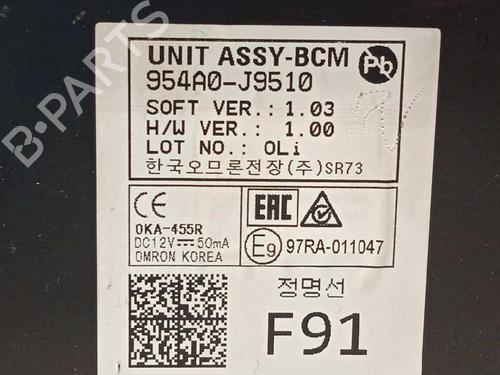 UNIT ASSY-BCM
Pb
954A0-J9510
SOFT VER.: 1.03
H/W VER.: 1.00
LOT NO.: OLi
한국오므론전장(주)SR73
CE
OKA-455R
DC12V 50mA
OMRON KOREA
EAC
E9 97RA-011047
정명선
F91